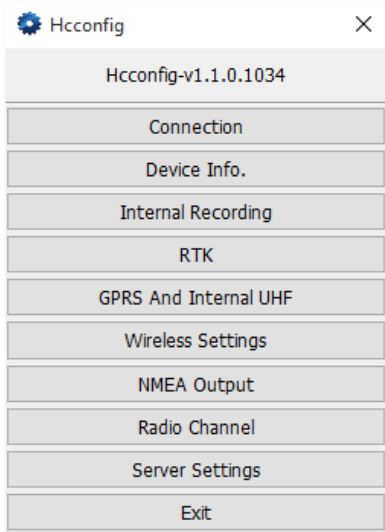 Hcconfig
Hcconfig-v1.1.0.1034
Connection
Device Info.
Internal Recording
RTK
GPRS And Internal UHF
Wireless Settings
NMEA Output
Radio Channel
Server Settings
Exit